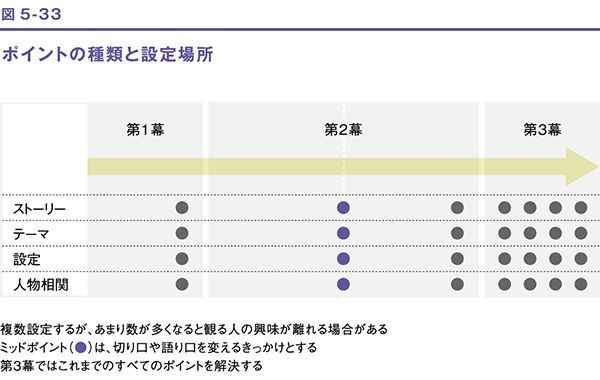 図 5-33
ポイントの種類と設定場所
第1幕 第2幕 第3幕
ストーリー
テーマ
設定
人物相関
複数設定するが、あまり数が多くなると観る人の興味が離れる場合がある
ミッドポイント(●)は、切り口や語り口を変えるきっかけとする
第3幕ではこれまでのすべてのポイントを解決する